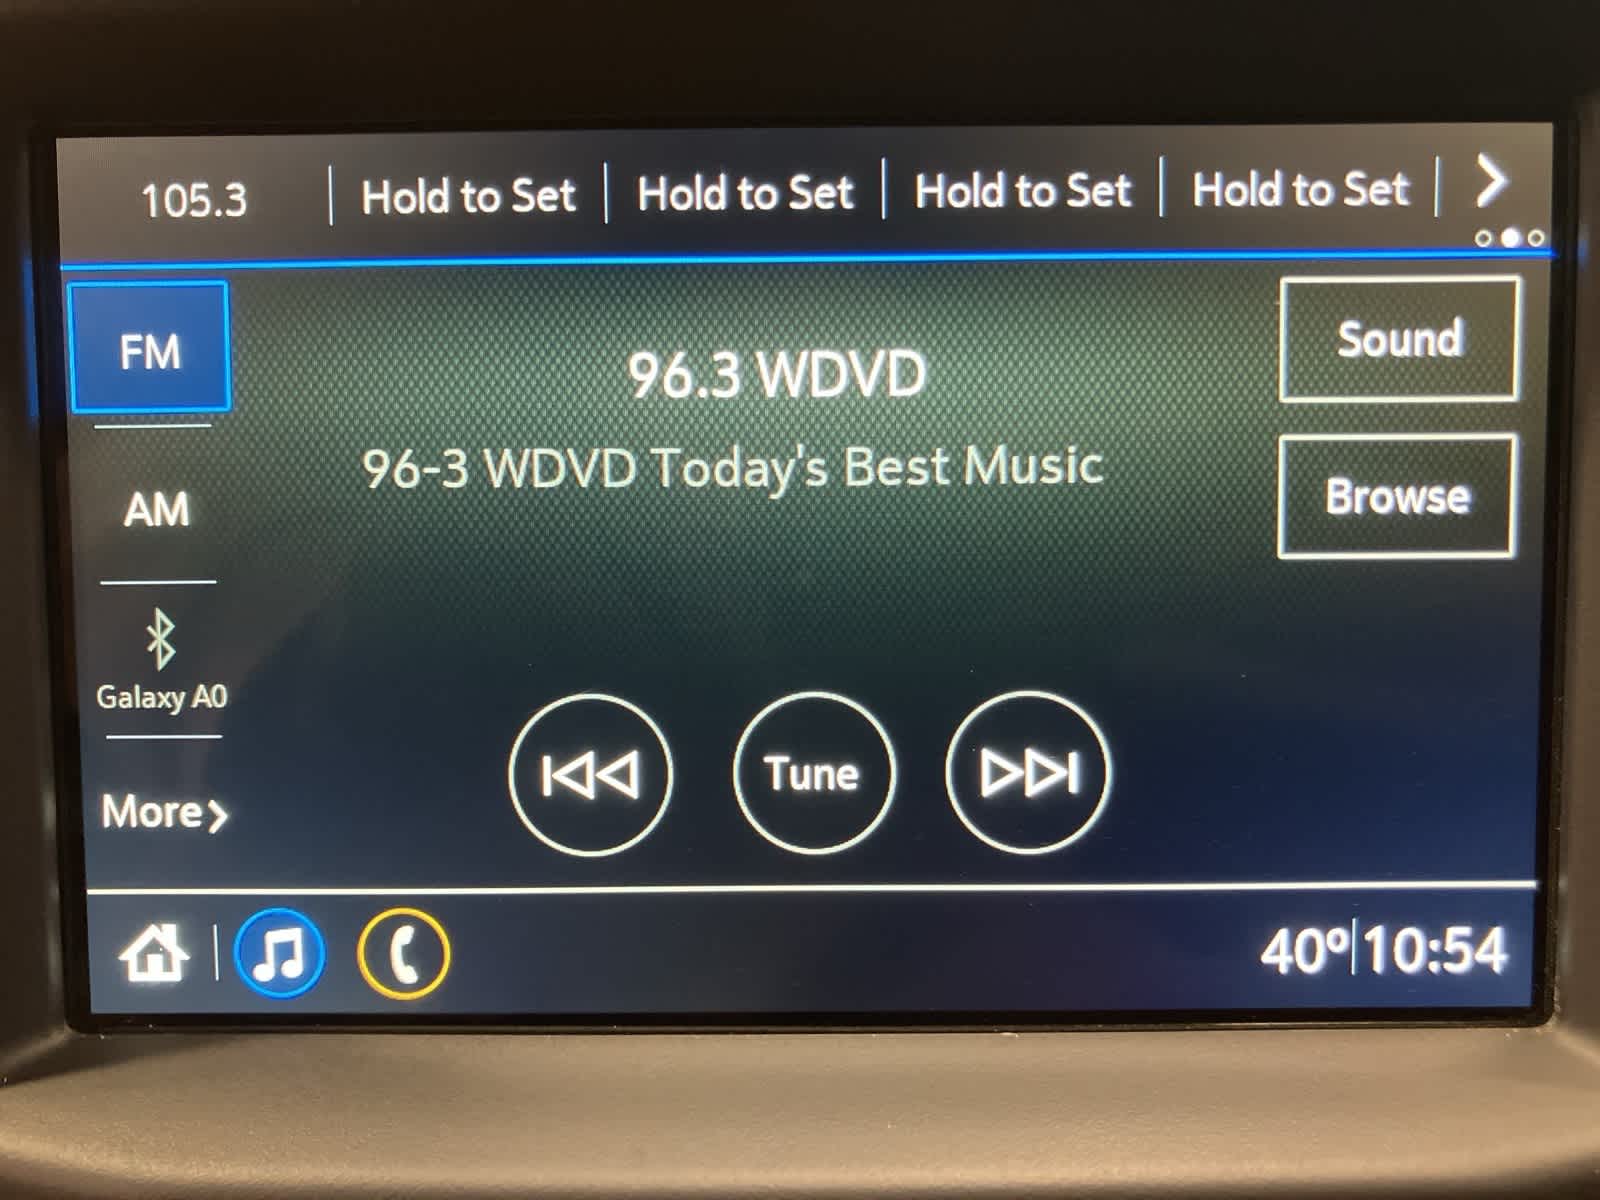 105.3 Hold to Set Hold to Set Hold to Set Hold to Set
FM
AM
Galaxy A0
More
96.3 WDVD
96-3 WDVD Today's Best Music
Sound
Browse
Tune
40° 10:54